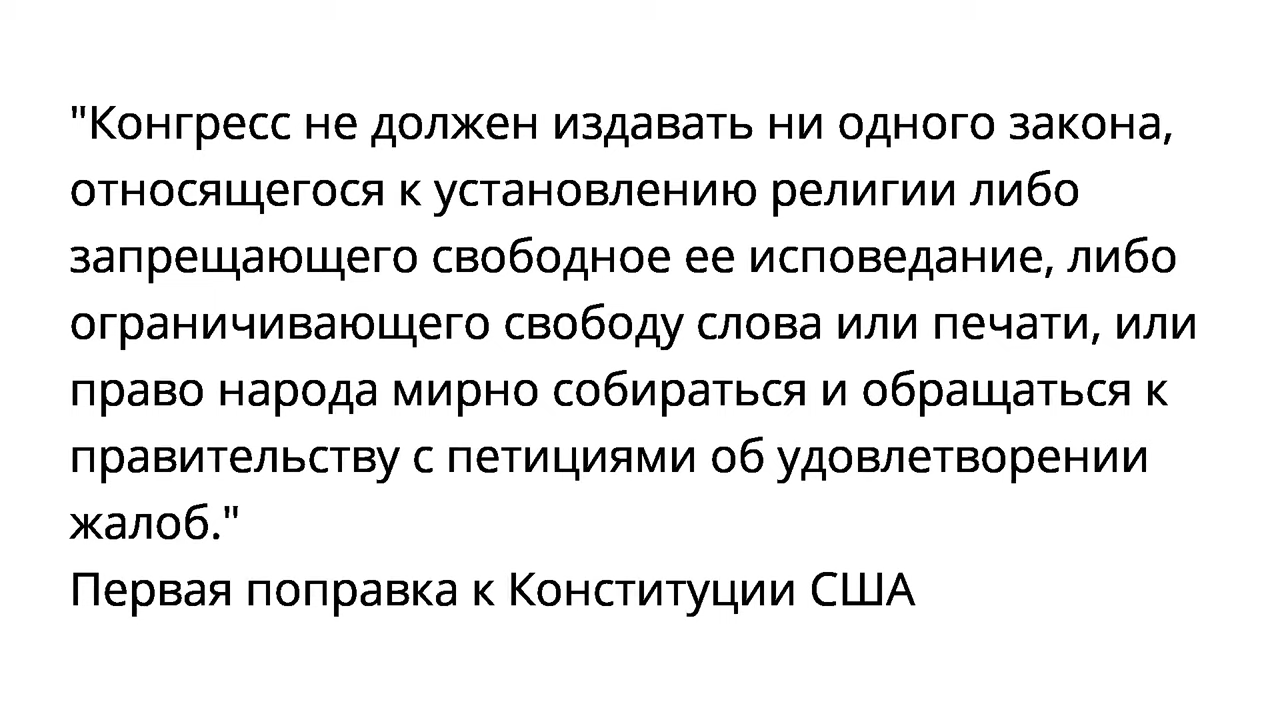 "Конгресс не должен издавать ни одного закона,
относящегося к установлению религии либо
запрещающего свободное ее исповедание, либо
ограничивающего свободу слова или печати, или
право народа мирно собираться и обращаться к
правительству с петициями об удовлетворении
жалоб."
Первая поправка к Конституции США